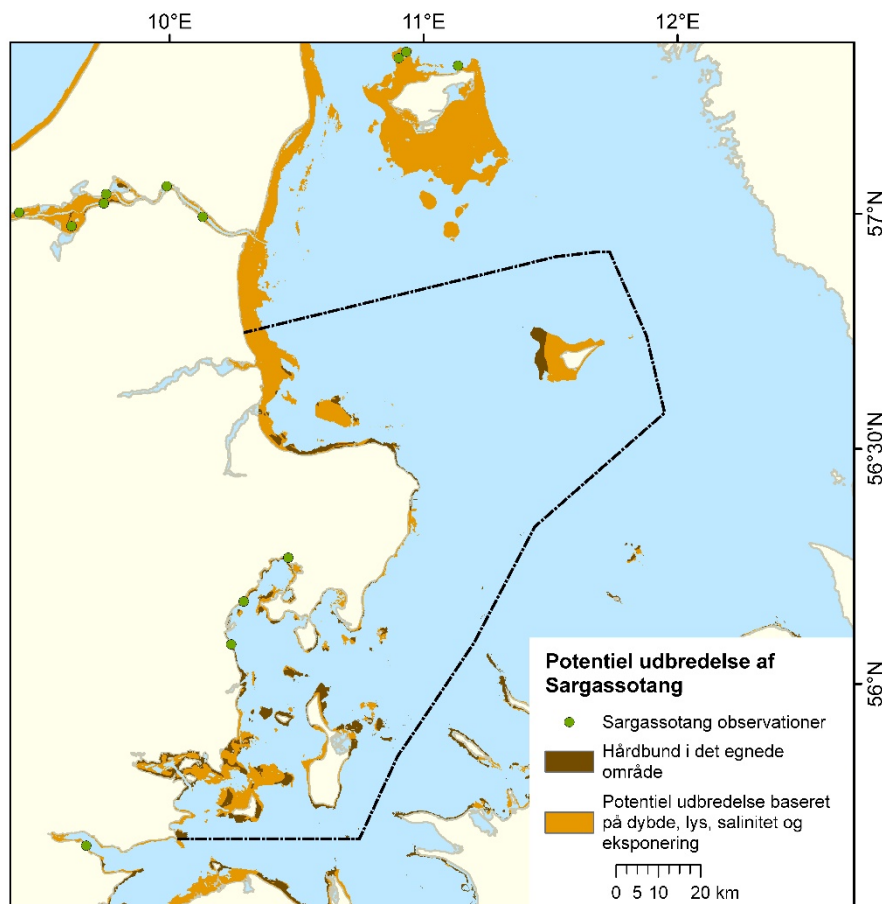 10°E
11°E
12°E
57°N
56°30'N
56°N
Potentiel udbredelse af
Sargassotang
Sargassotang observationer
Hårdbund i det egnede
område
Potentiel udbredelse baseret
på dybde, lys, salinitet og
eksponering
0 5 10 20 km